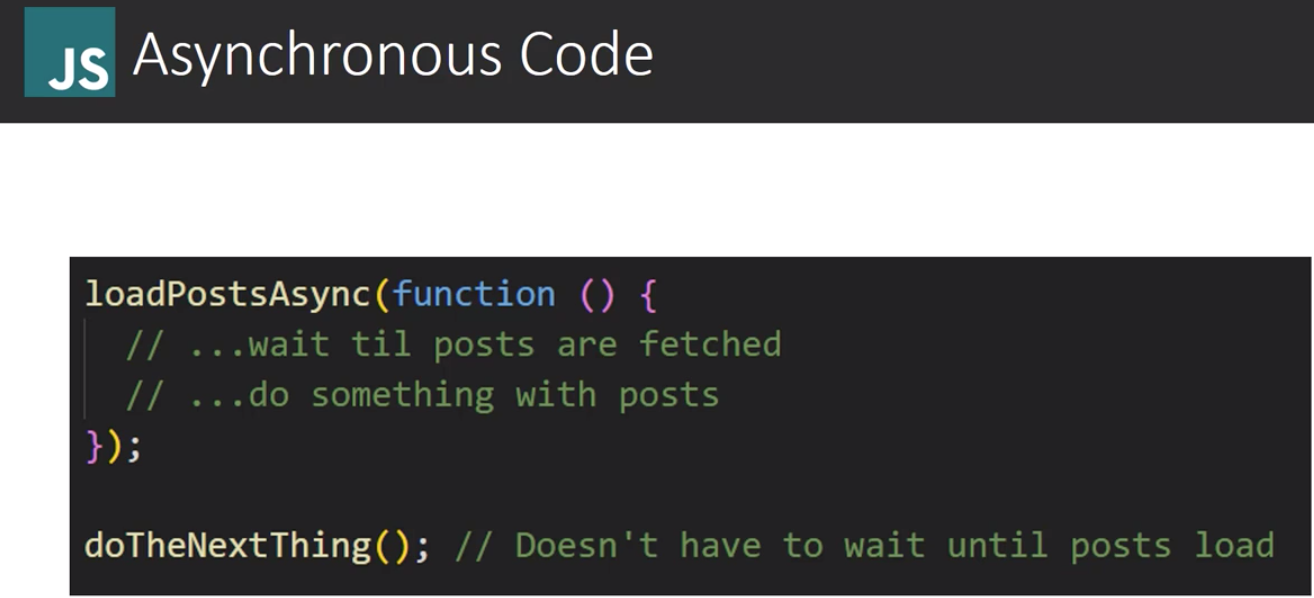 JS Asynchronous Code
loadPostsAsync(function () {
// ...wait til posts are fetched
// ...do something with posts
});
doTheNextThing(); // Doesn't have to wait until posts load